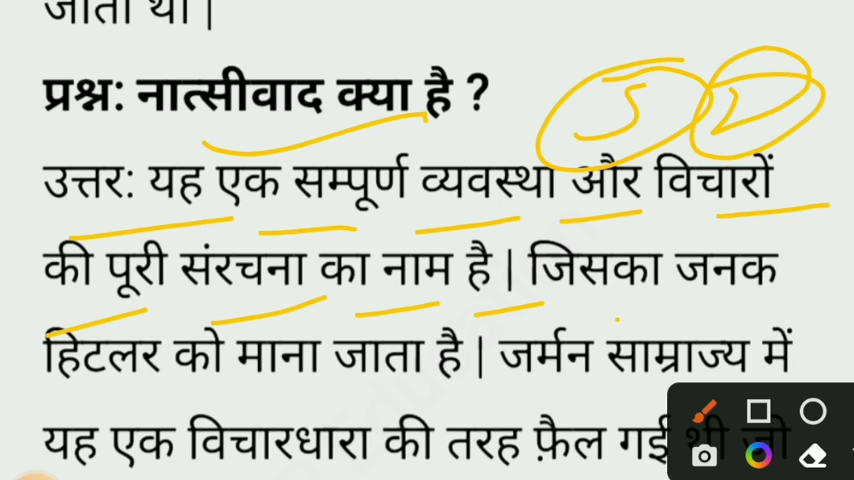 जाता था |
प्रश्न: नात्सीवाद क्या है ?
उत्तर: यह एक सम्पूर्ण व्यवस्था और विचारों
की पूरी संरचना का नाम है | जिसका जनक
हिटलर को माना जाता है | जर्मन साम्राज्य में
यह एक विचारधारा की तरह फ़ैल गई थी जो